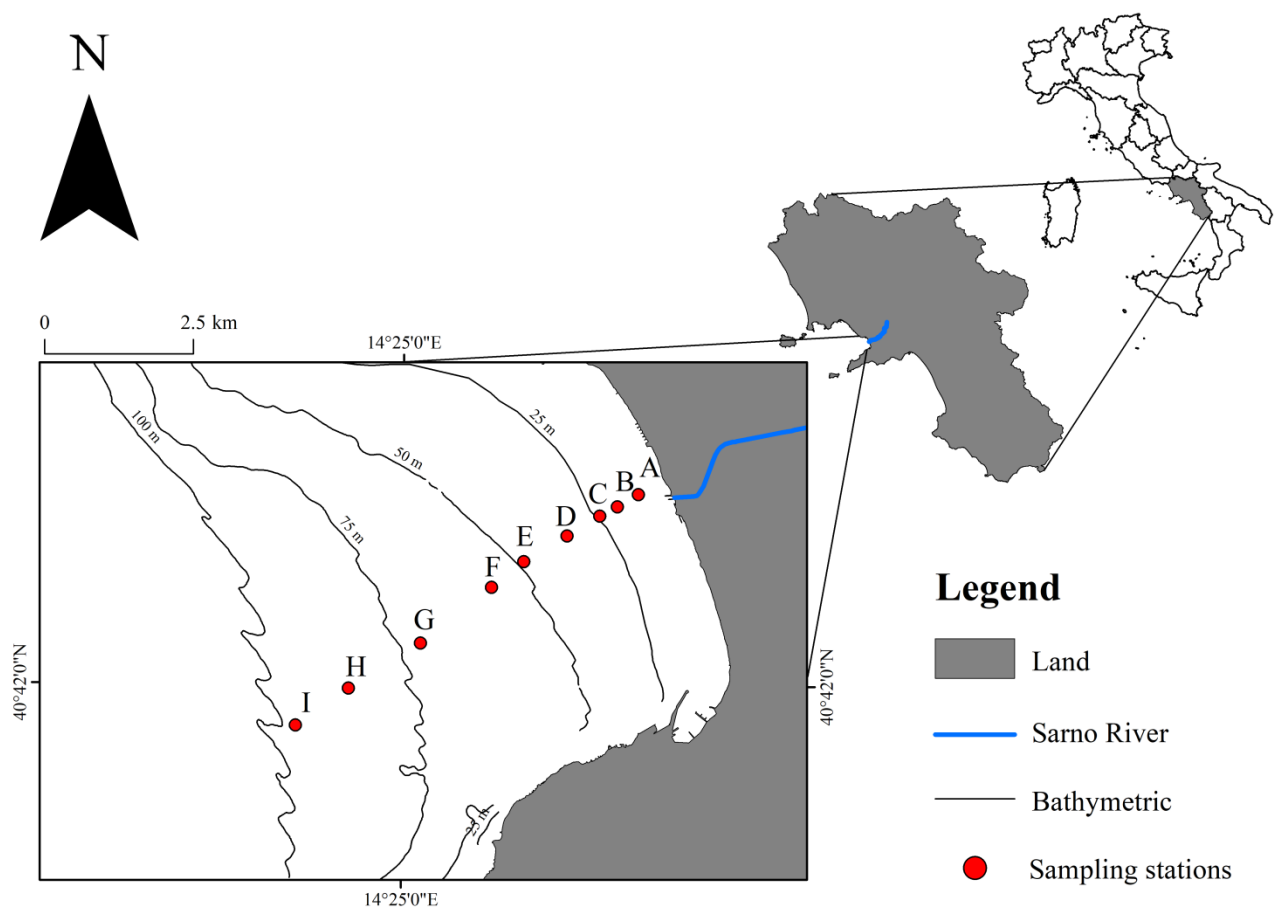 N
0 2.5 km
14°25'0"E
100 m
25 m
50 m
75 m
A
B
C
D
E
F
G
H
I
40°42'0"N
40°42'0"N
25 m
14°25'0"E
Legend
Land
Sarno River
Bathymetric
Sampling stations